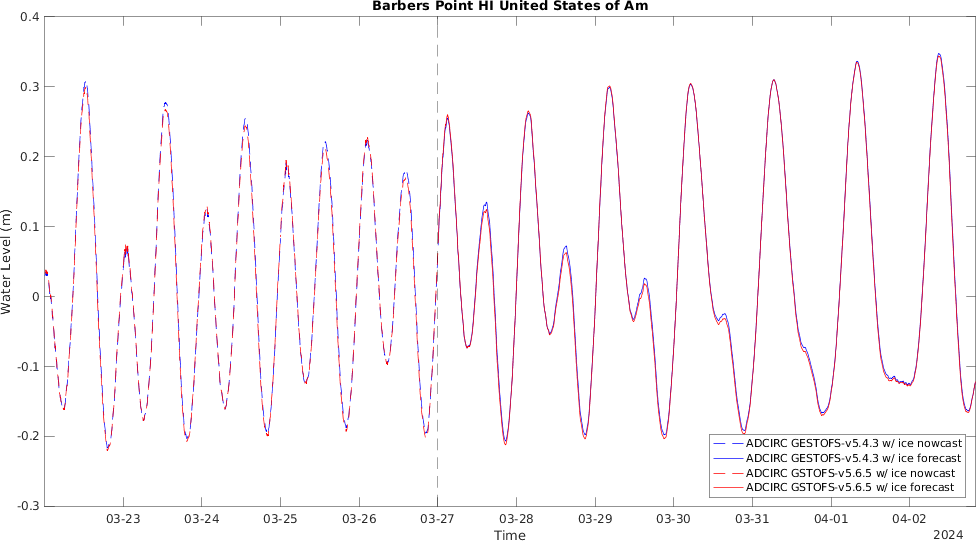 Barbers Point HI United States of Am
0.4
0.3
0.2
0.1
0
-0.1
-0.2
-0.3
Water Level (m)
ADCIRC GESTOFS-v5.4.3 w/ ice nowcast
ADCIRC GESTOFS-v5.4.3 w/ ice forecast
ADCIRC GSTOFS-v5.6.5 w/ ice nowcast
ADCIRC GSTOFS-v5.6.5 w/ ice forecast
03-23 03-24 03-25 03-26 03-27 03-28 03-29 03-30 03-31 04-01 04-02
Time
2024